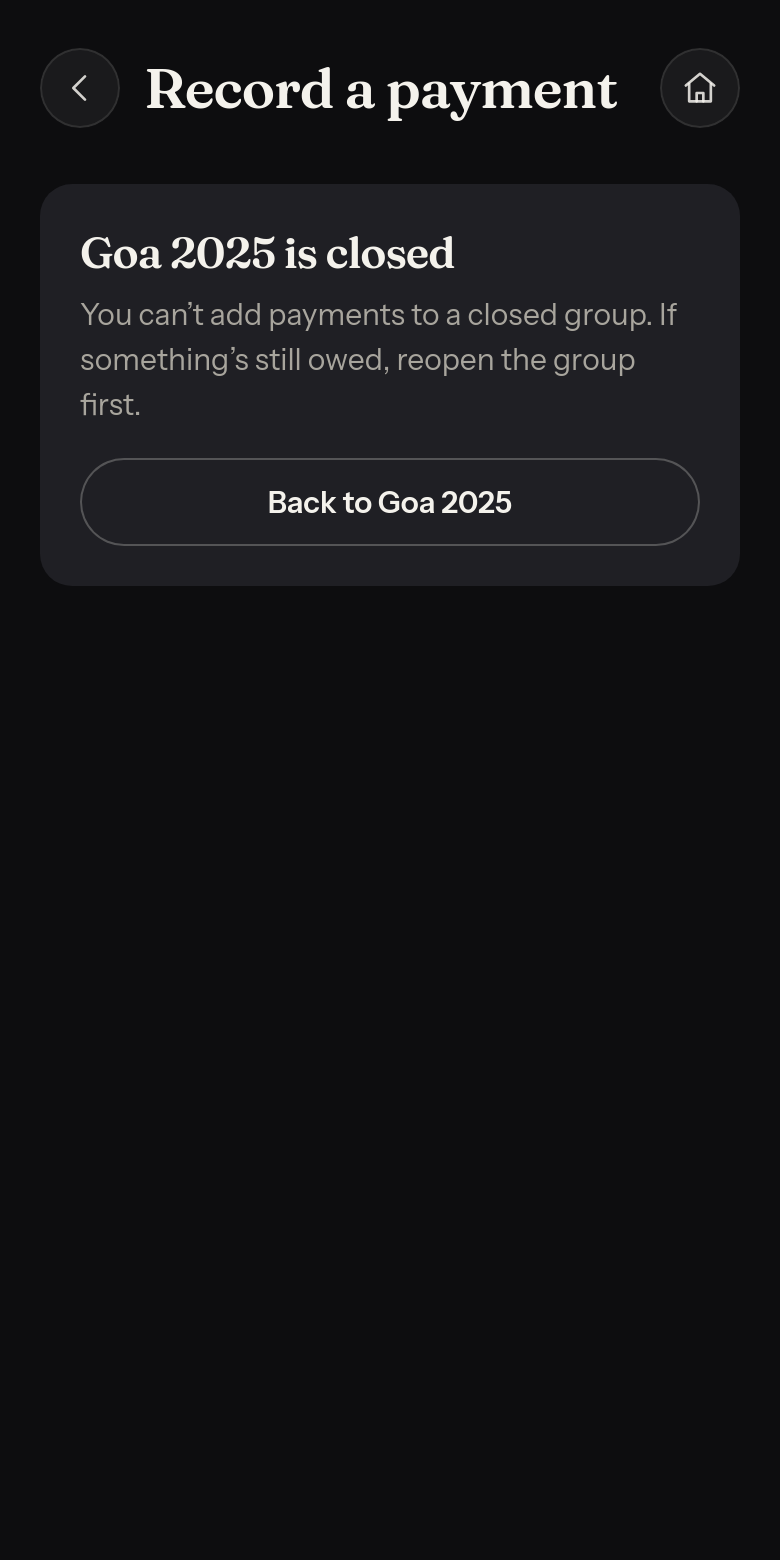 Record a payment
Goa 2025 is closed
You can’t add payments to a closed group. If
something’s still owed, reopen the group
first.
Back to Goa 2025